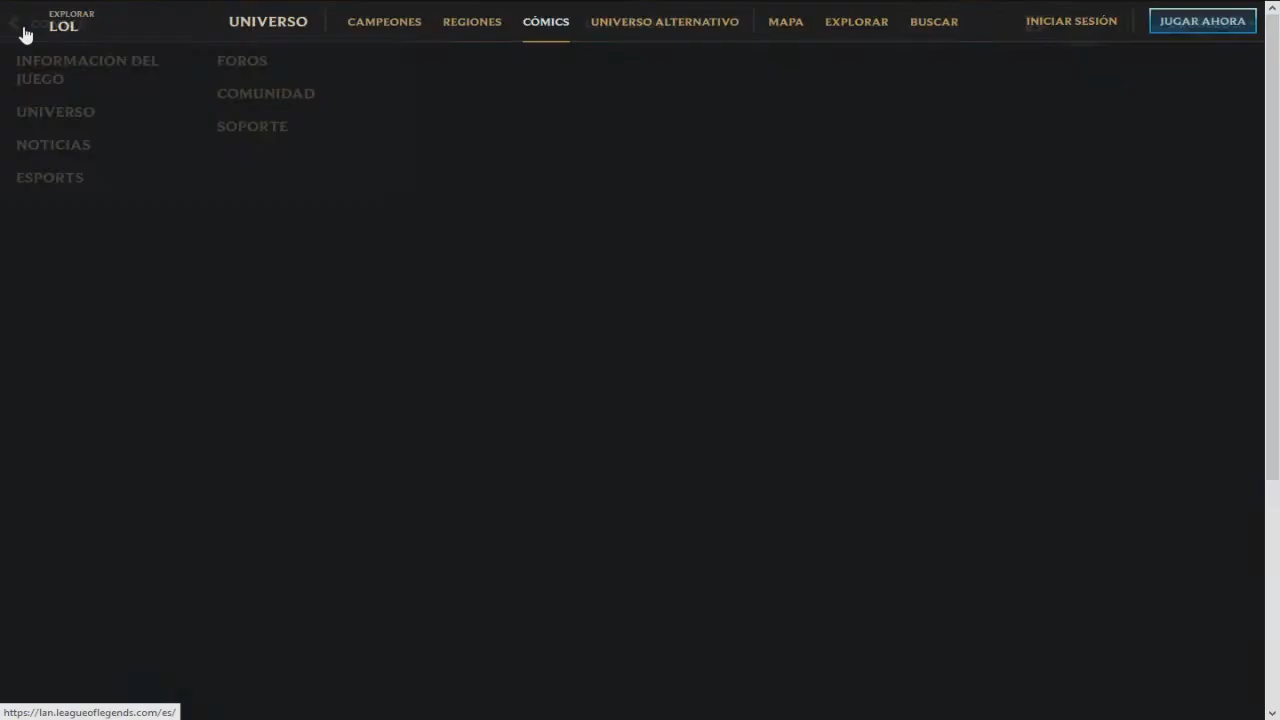 EXPLORAR
LOL
UNIVERSO
CAMPEONES
REGIONES
CÓMICS
UNIVERSO ALTERNATIVO
MAPA
EXPLORAR
BUSCAR
INICIAR SESIÓN
JUGAR AHORA
INFORMACIÓN DEL
JUEGO
UNIVERSO
NOTICIAS
ESPORTS
FOROS
COMUNIDAD
SOPORTE
https://lan.leagueoflegends.com/es/